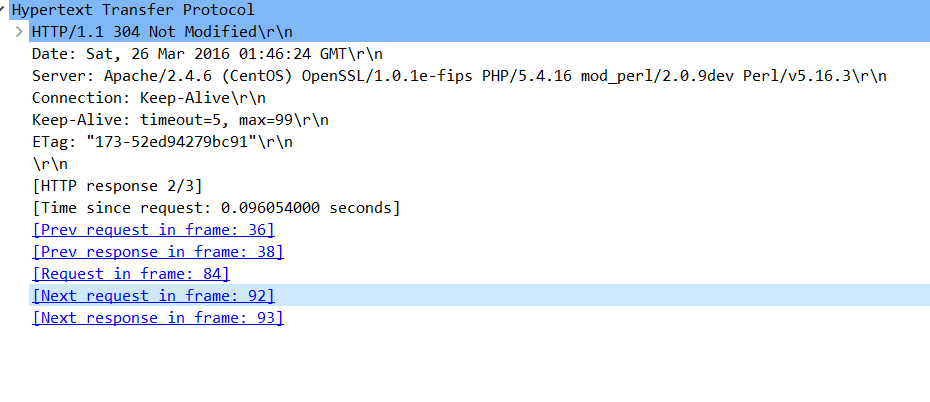 Hypertext Transfer Protocol
HTTP/1.1 304 Not Modified\r\n
Date: Sat, 26 Mar 2016 01:46:24 GMT\r\n
Server: Apache/2.4.6 (CentOS) OpenSSL/1.0.1e-fips PHP/5.4.16 mod_perl/2.0.9dev Perl/v5.16.3\r\n
Connection: Keep-Alive\r\n
Keep-Alive: timeout=5, max=99\r\n
ETag: "173-52ed94279bc91"\r\n
\r\n
[HTTP response 2/3]
[Time since request: 0.096054000 seconds]
[Prev request in frame: 36]
[Prev response in frame: 38]
[Request in frame: 84]
[Next request in frame: 92]
[Next response in frame: 93]